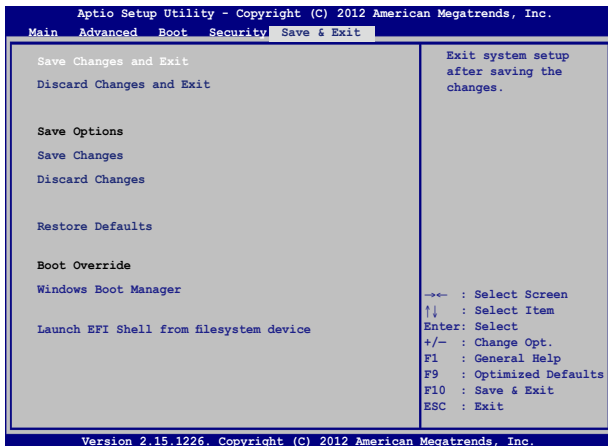 Aptio Setup Utility - Copyright (C) 2012 American Megatrends, Inc.
Main Advanced Boot Security Save & Exit
Save Changes and Exit
Discard Changes and Exit
Save Options
Save Changes
Discard Changes
Restore Defaults
Boot Override
Windows Boot Manager
Launch EFI Shell from filesystem device
Exit system setup
after saving the
changes.
→← : Select Screen
↑↓ : Select Item
Enter: Select
+/— : Change Opt.
F1 : General Help
F9 : Optimized Defaults
F10 : Save & Exit
ESC : Exit
Version 2.15.1226. Copyright (C) 2012 American Megatrends, Inc.